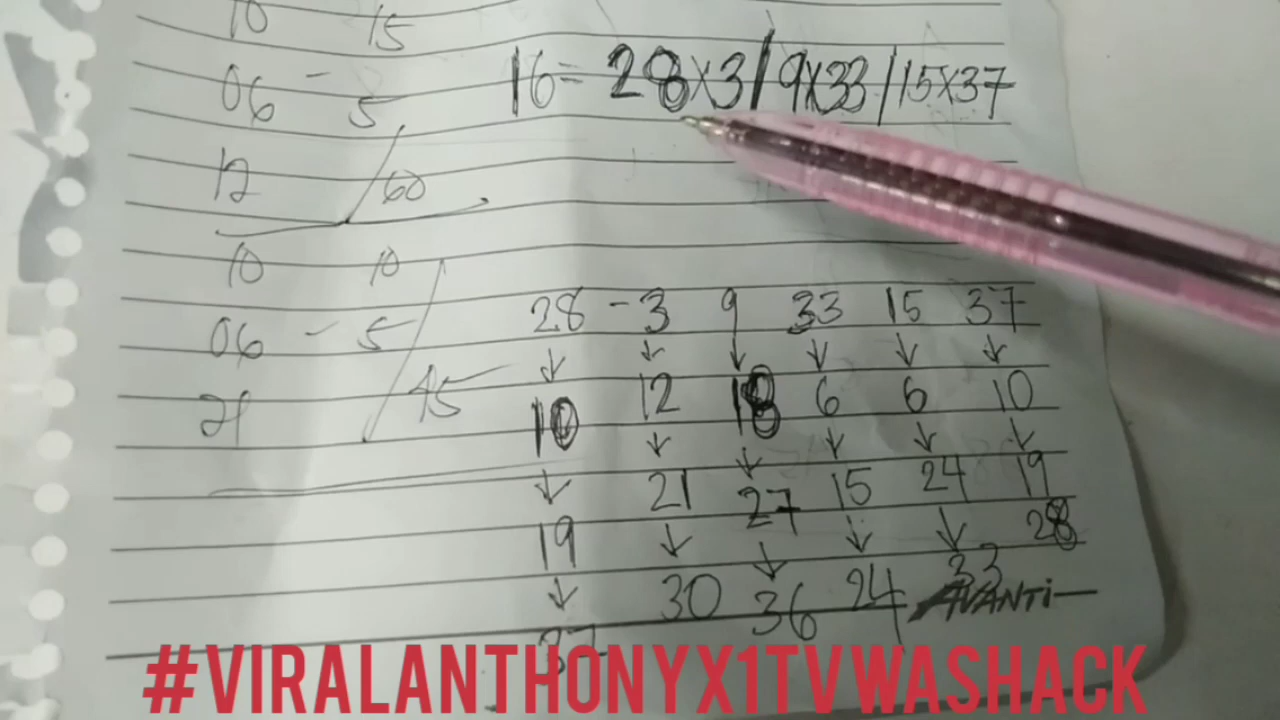 10 15
06 - 5 16 = 28x3/9x33/15x37
12 / 60
10 10
28 - 3 9 33 15 37
06 - 5
↓ ↓ ↓ ↓ ↓ ↓
21 45 10 12 18 6 6 10
↓ ↓ ↓ ↓ ↓ ↓
21 27 15 24 19
19 ↓ ↓ ↓ ↓ 28
↓ 30 36 24 33
AVANTi
37
#VIRALANTHONYX1TVWASHACK